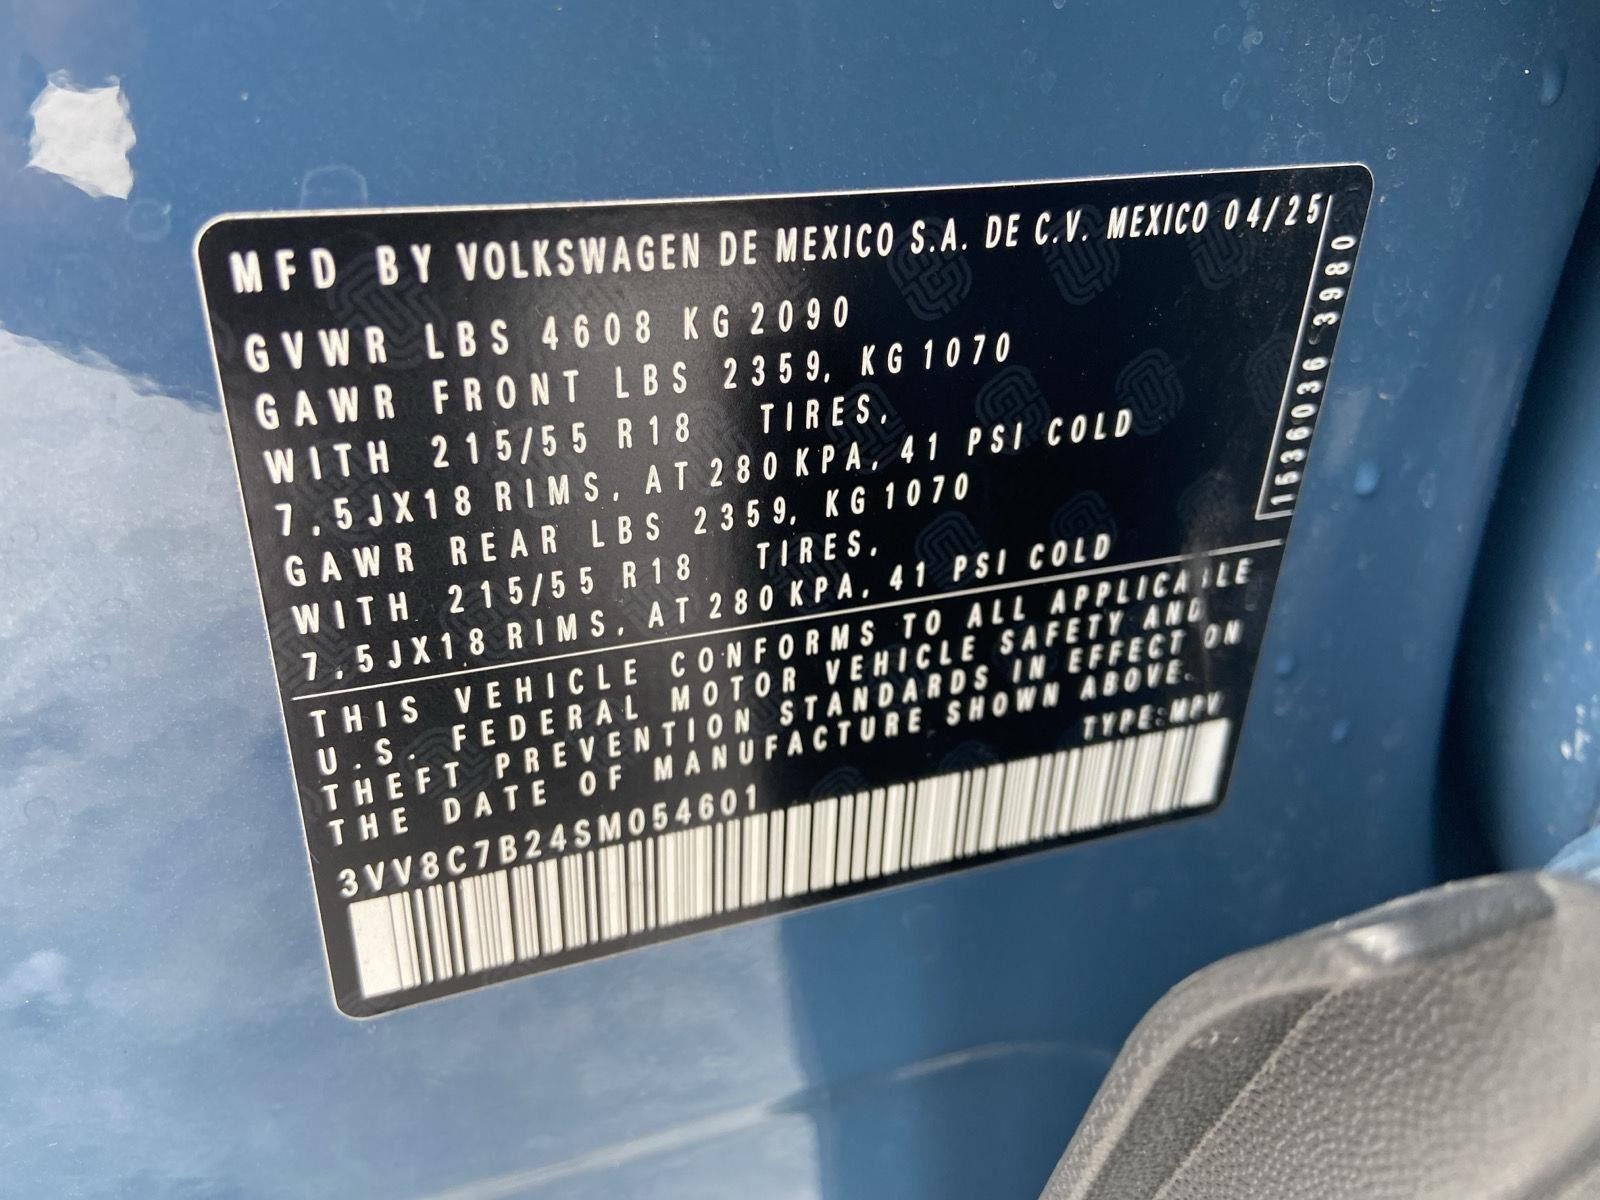 MFD BY VOLKSWAGEN DE MEXICO S.A. DE C.V. MEXICO 04/25
GVWR LBS 4608 KG 2090
GAWR FRONT LBS 2359, KG 1070
WITH 215/55 R18 TIRES,
7,5JX18 RIMS, AT 280 KPA, 41 PSI COLD
GAWR REAR LBS 2359, KG 1070
WITH 215/55 R18 TIRES,
7,5JX18 RIMS, AT 280 KPA, 41 PSI COLD
THIS VEHICLE CONFORMS TO ALL APPLICABLE
U.S. FEDERAL MOTOR VEHICLE SAFETY AND
THEFT PREVENTION STANDARDS IN EFFECT ON
THE DATE OF MANUFACTURE SHOWN ABOVE.
TYPE:MPV
3VV8C7B24SM054601
1536036 3980